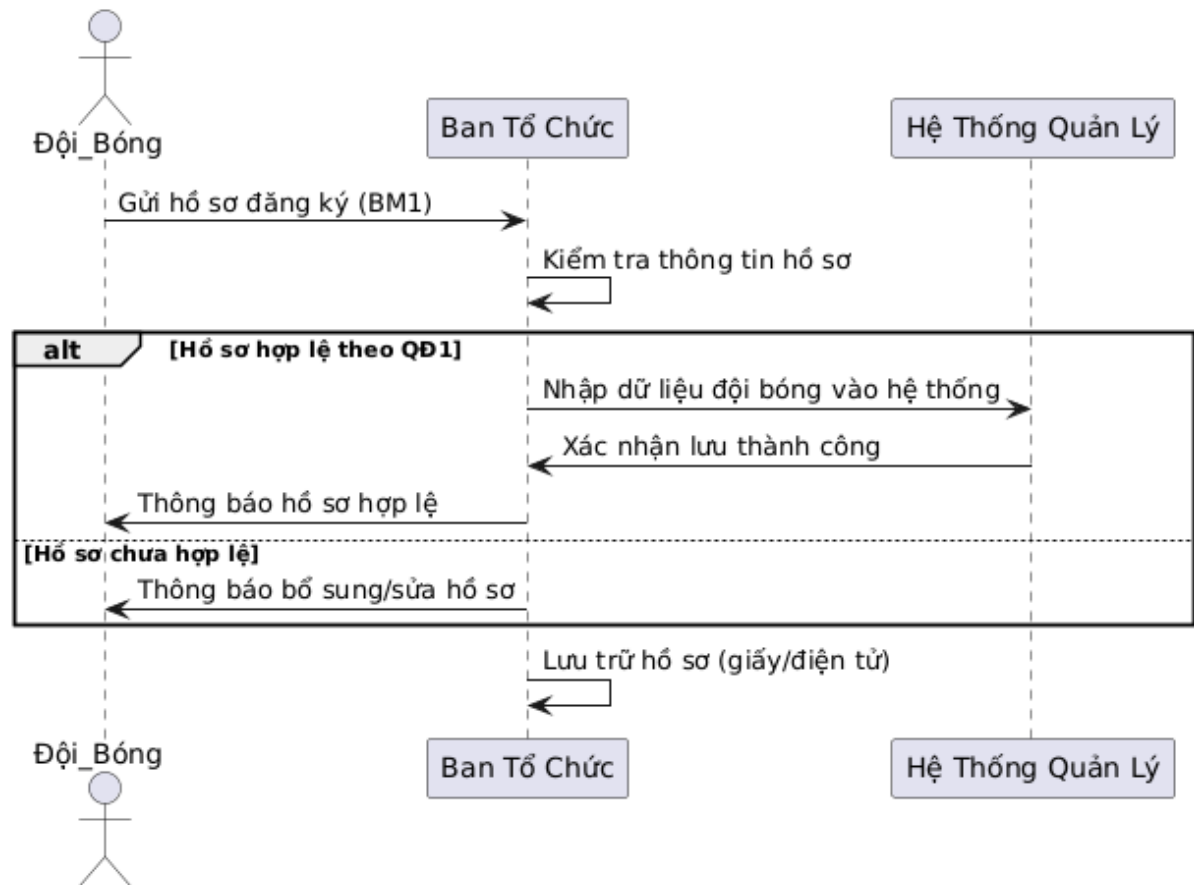 Đội_Bóng
Ban Tổ Chức
Hệ Thống Quản Lý
Gửi hồ sơ đăng ký (BM1)
Kiểm tra thông tin hồ sơ
alt [Hồ sơ hợp lệ theo QĐ1]
Nhập dữ liệu đội bóng vào hệ thống
Xác nhận lưu thành công
Thông báo hồ sơ hợp lệ
[Hồ sơ chưa hợp lệ]
Thông báo bổ sung/sửa hồ sơ
Lưu trữ hồ sơ (giấy/điện tử)
Đội_Bóng
Ban Tổ Chức
Hệ Thống Quản Lý